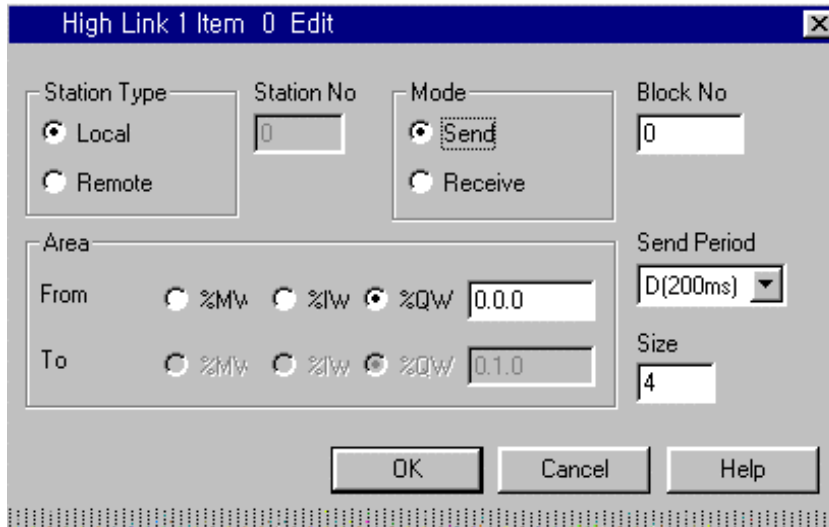 High Link 1 Item 0 Edit
Station Type
Local
Remote
Station No
0
Mode
Send
Receive
Block No
0
Area
From %MW %IW %QW 0.0.0
To %MW %IW %QW 0.1.0
Send Period
D(200ms)
Size
4
OK Cancel Help